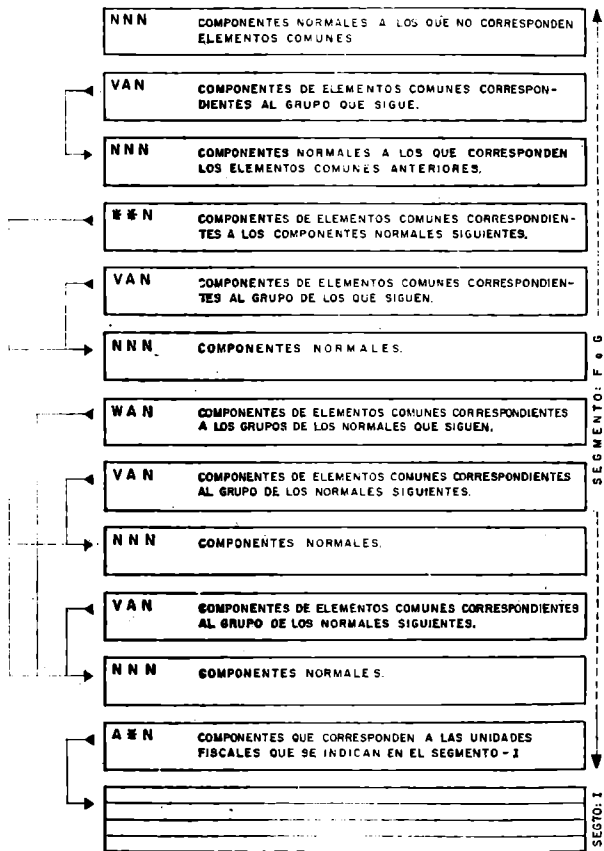 NNN COMPONENTES NORMALES A LOS QUE NO CORRESPONDEN
ELEMENTOS COMUNES
VAN COMPONENTES DE ELEMENTOS COMUNES CORRESPON-
DIENTES AL GRUPO QUE SIGUE.
NNN COMPONENTES NORMALES A LOS QUE CORRESPONDEN
LOS ELEMENTOS COMUNES ANTERIORES.
**N COMPONENTES DE ELEMENTOS COMUNES CORRESPONDIEN-
TES A LOS COMPONENTES NORMALES SIGUIENTES.
VAN COMPONENTES DE ELEMENTOS COMUNES CORRESPONDIEN-
TES AL GRUPO DE LOS QUE SIGUEN.
NNN COMPONENTES NORMALES.
WAN COMPONENTES DE ELEMENTOS COMUNES CORRESPONDIENTES
A LOS GRUPOS DE LOS NORMALES QUE SIGUEN.
VAN COMPONENTES DE ELEMENTOS COMUNES CORRESPONDIENTES
AL GRUPO DE LOS NORMALES SIGUIENTES.
NNN COMPONENTES NORMALES.
VAN COMPONENTES DE ELEMENTOS COMUNES CORRESPONDIENTES
AL GRUPO DE LOS NORMALES SIGUIENTES.
NNN COMPONENTES NORMALES.
A*N COMPONENTES QUE CORRESPONDEN A LAS UNIDADES
FISCALES QUE SE INDICAN EN EL SEGMENTO-I
SEGMENTO: F o G
SEGTO: I